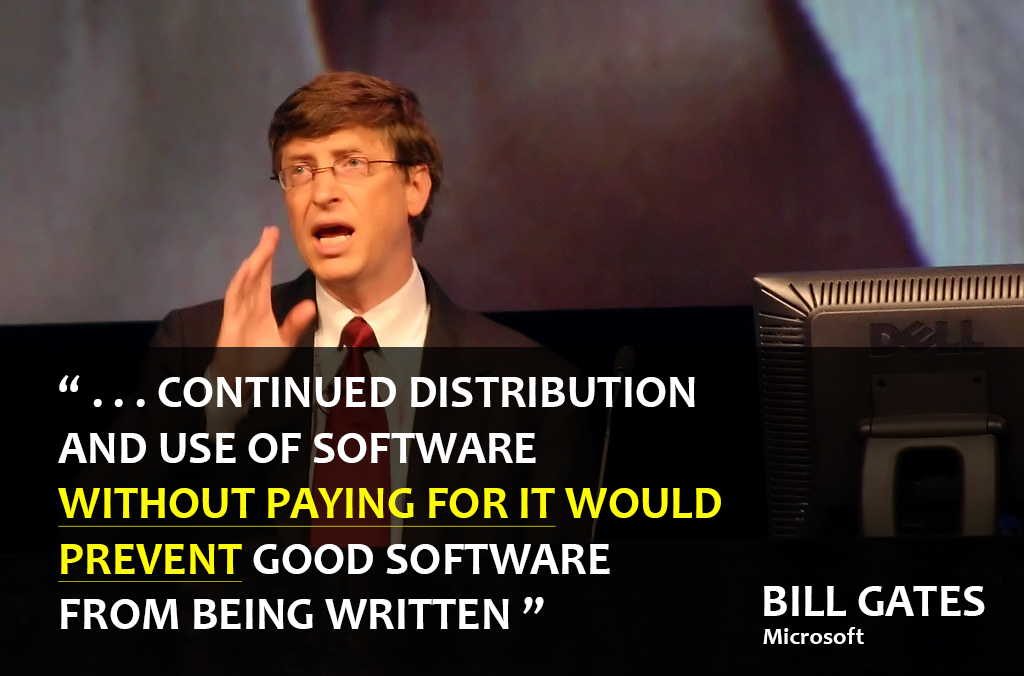 DELL
“ . . . CONTINUED DISTRIBUTION
AND USE OF SOFTWARE
WITHOUT PAYING FOR IT WOULD
PREVENT GOOD SOFTWARE
FROM BEING WRITTEN ”
BILL GATES
Microsoft